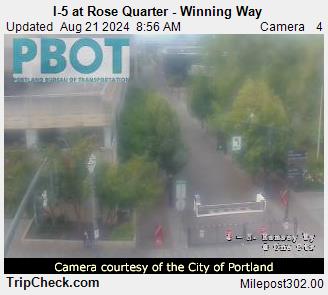 I-5 at Rose Quarter - Winning Way
Updated Aug 21 2024 8:56 AM Camera 4
PBOT
PORTLAND BUREAU OF TRANSPORTATION
Camera courtesy of the City of Portland
TripCheck.com Milepost302.00